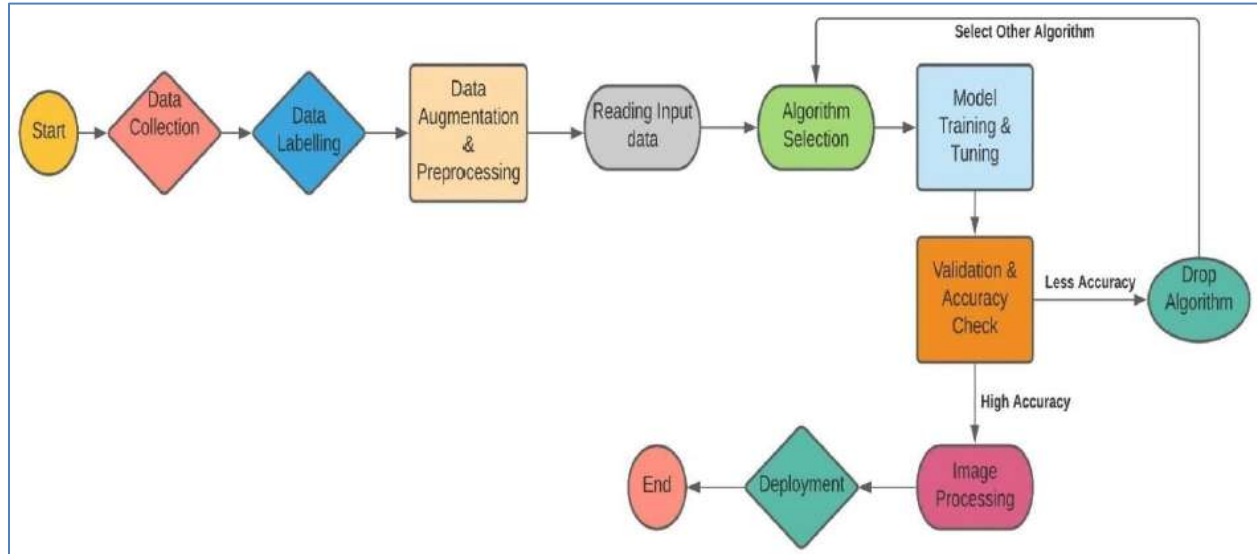 Select Other Algorithm
Start
Data
Collection
Data
Labelling
Data
Augmentation
&
Preprocessing
Reading Input
data
Algorithm
Selection
Model
Training &
Tuning
Validation &
Accuracy
Check
Less Accuracy
Drop
Algorithm
High Accuracy
Image
Processing
Deployment
End